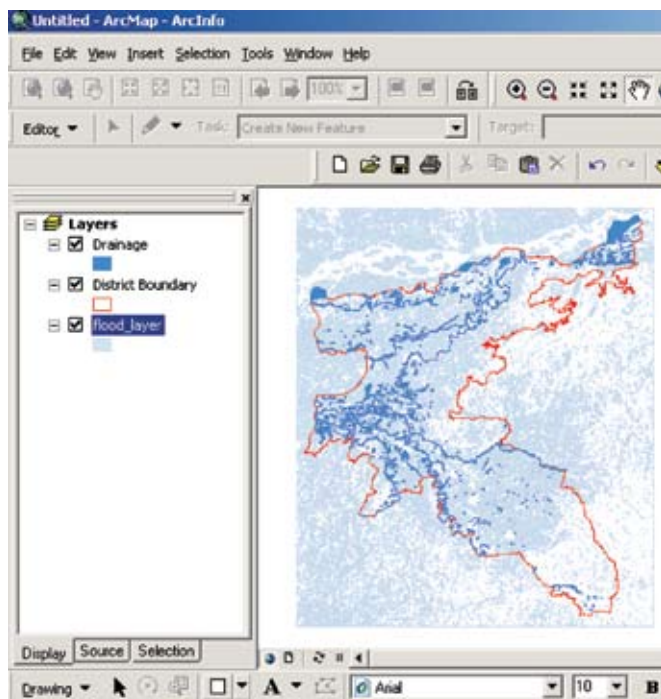 Untitled - ArcMap - ArcInfo
File Edit View Insert Selection Tools Window Help
100%
Editor Task: Create New Feature Target:
Layers
Drainage
District Boundary
flood_layer
Display Source Selection
Drawing A Arial 10 B